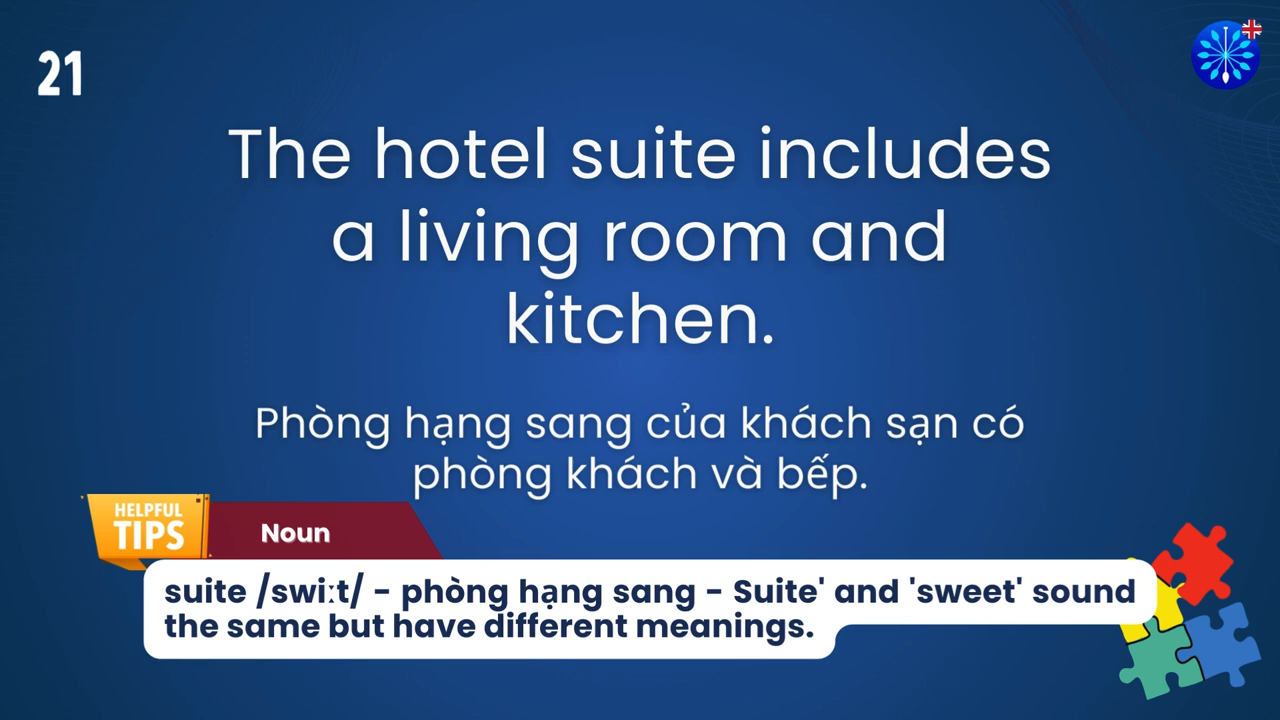 21
The hotel suite includes
a living room and
kitchen.
Phòng hạng sang của khách sạn có
phòng khách và bếp.
HELPFUL
TIPS
Noun
suite /swiːt/ - phòng hạng sang - Suite' and 'sweet' sound
the same but have different meanings.